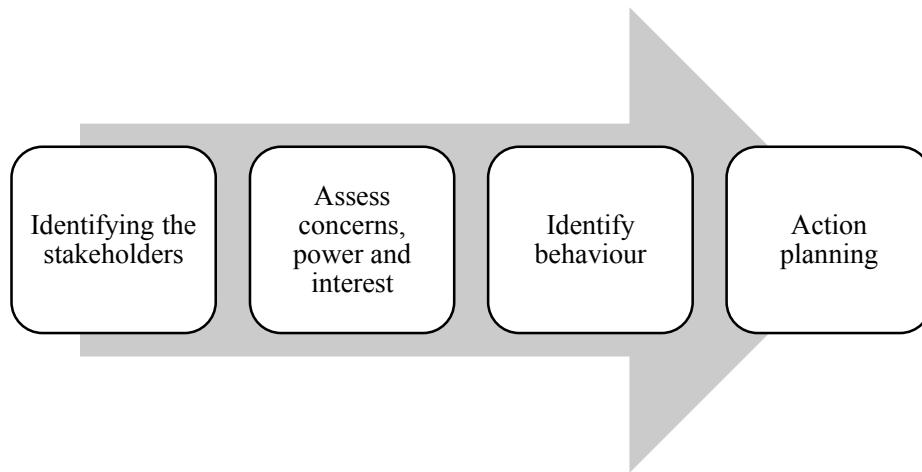 Identifying the
stakeholders
Assess
concerns,
power and
interest
Identify
behaviour
Action
planning